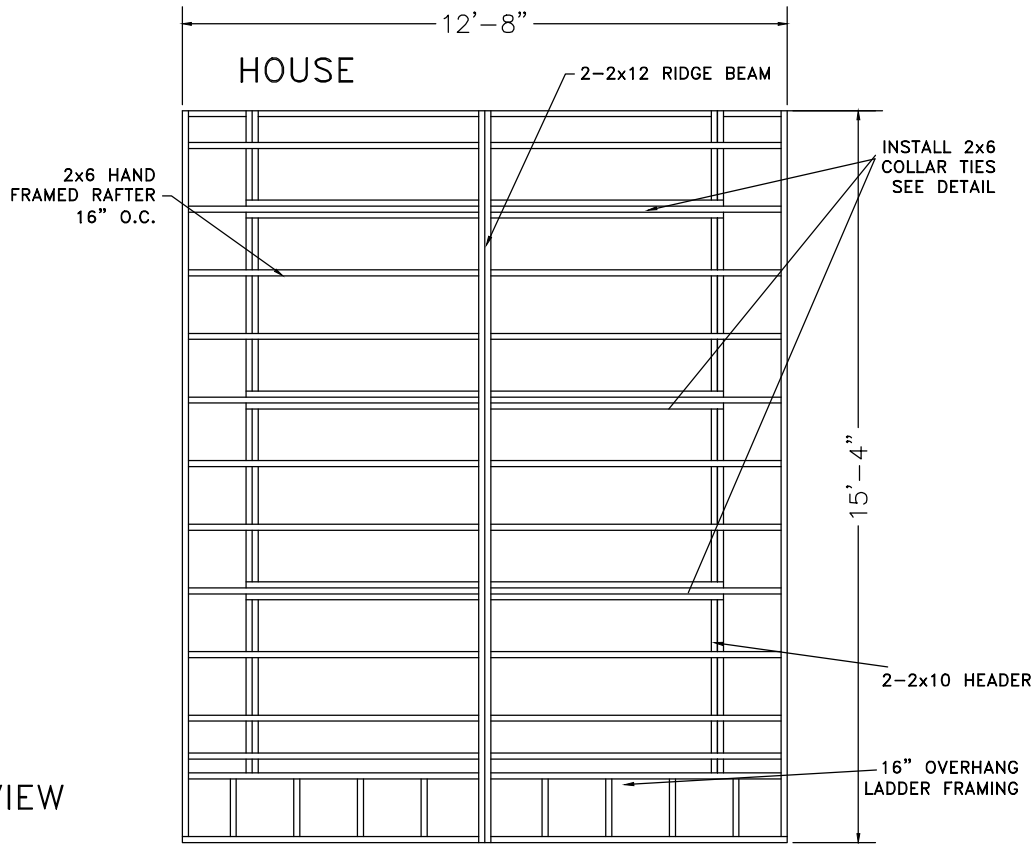 12'-8"
HOUSE
2-2x12 RIDGE BEAM
INSTALL 2x6
COLLAR TIES
SEE DETAIL
2x6 HAND
FRAMED RAFTER
16" O.C.
15'-4"
2-2x10 HEADER
16" OVERHANG
LADDER FRAMING